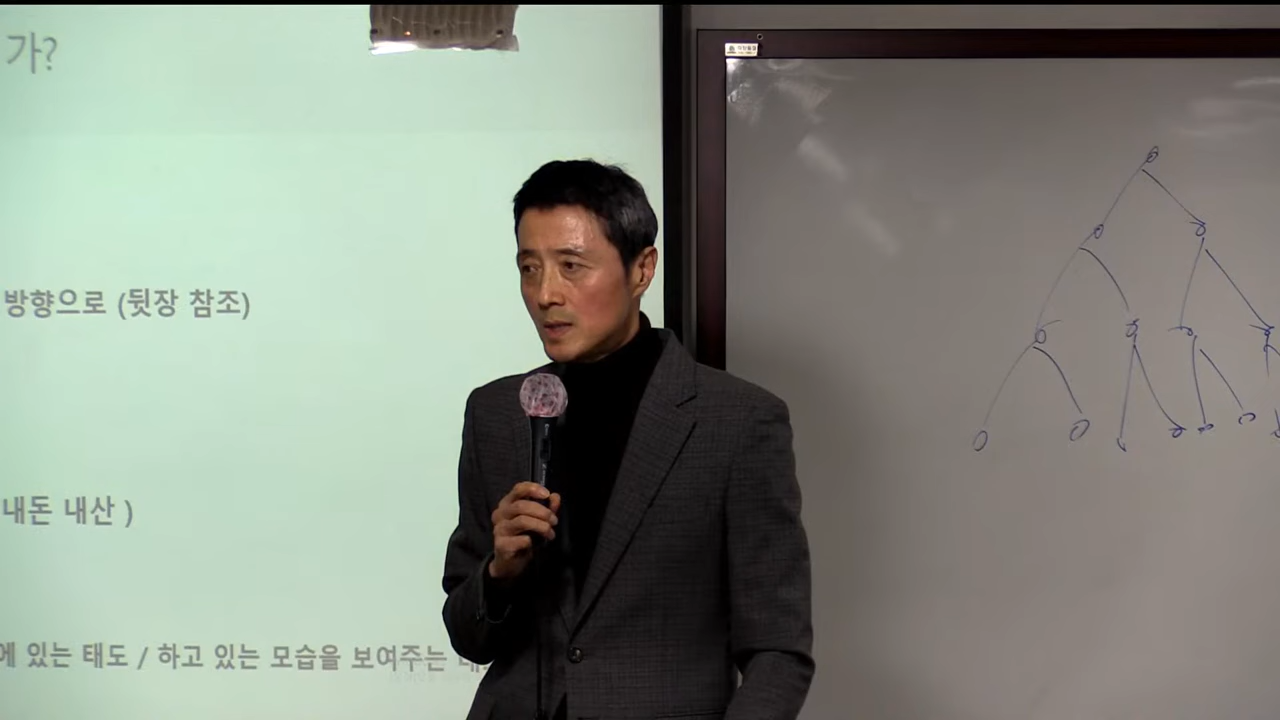 가?
방향으로 (뒷장 참조)
내돈 내산 )
에 있는 태도 / 하고 있는 모습을 보여주는